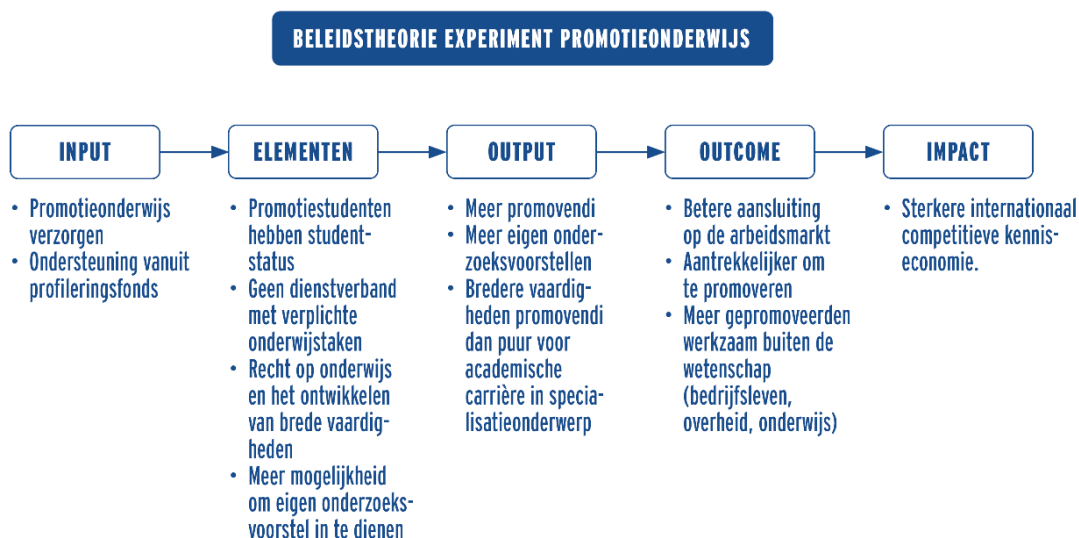 BELEIDSTHEORIE EXPERIMENT PROMOTIEONDERWIJS
INPUT
• Promotieonderwijs
verzorgen
• Ondersteuning vanuit
profileringsfonds
ELEMENTEN
• Promotiestudenten
hebben student-
status
• Geen dienstverband
met verplichte
onderwijstaken
• Recht op onderwijs
en het ontwikkelen
van brede vaardig-
heden
• Meer mogelijkheid
om eigen onderzoeks-
voorstel in te dienen
OUTPUT
• Meer promovendi
• Meer eigen onder-
zoeksvoorstellen
• Bredere vaardig-
heden promovendi
dan puur voor
academische
carrière in specia-
lisatieonderwerp
OUTCOME
• Betere aansluiting
op de arbeidsmarkt
• Aantrekkelijker om
te promoveren
• Meer gepromoveerden
werkzaam buiten de
wetenschap
(bedrijfsleven,
overheid, onderwijs)
IMPACT
• Sterkere internationaal
competitieve kennis-
economie.